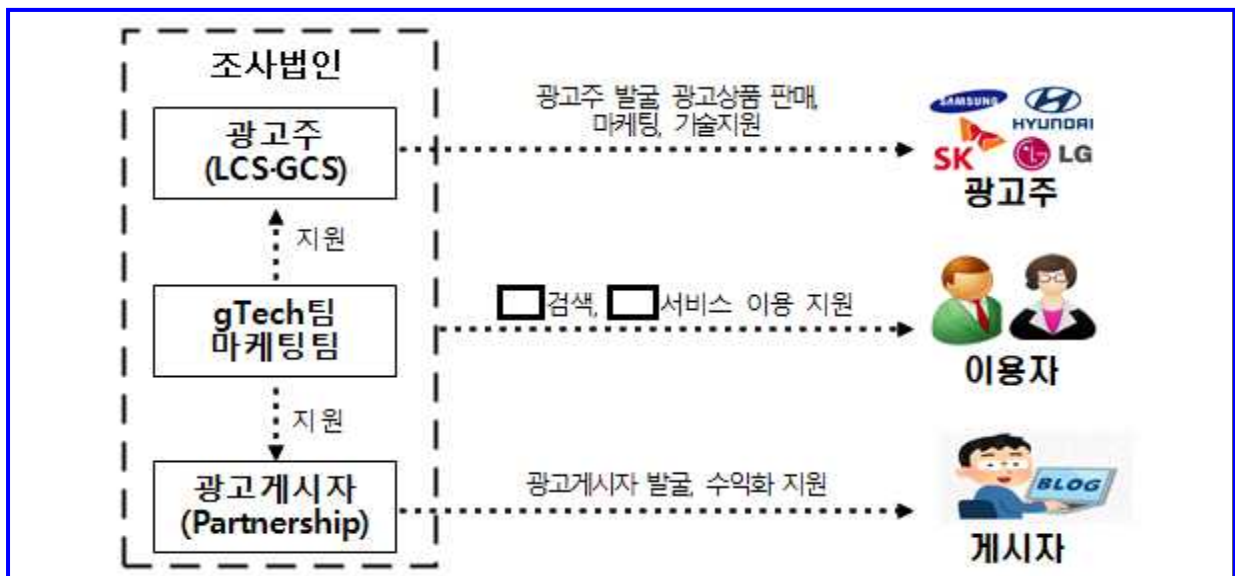 조사법인
광고주
(LCS·GCS)
광고주 발굴, 광고상품 판매,
마케팅, 기술지원
SAMSUNG
HYUNDAI
SK
LG
광고주
지원
gTech팀
마케팅팀
검색, 서비스 이용 지원
이용자
지원
광고게시자
(Partnership)
광고게시자 발굴, 수익화 지원
BLOG
게시자